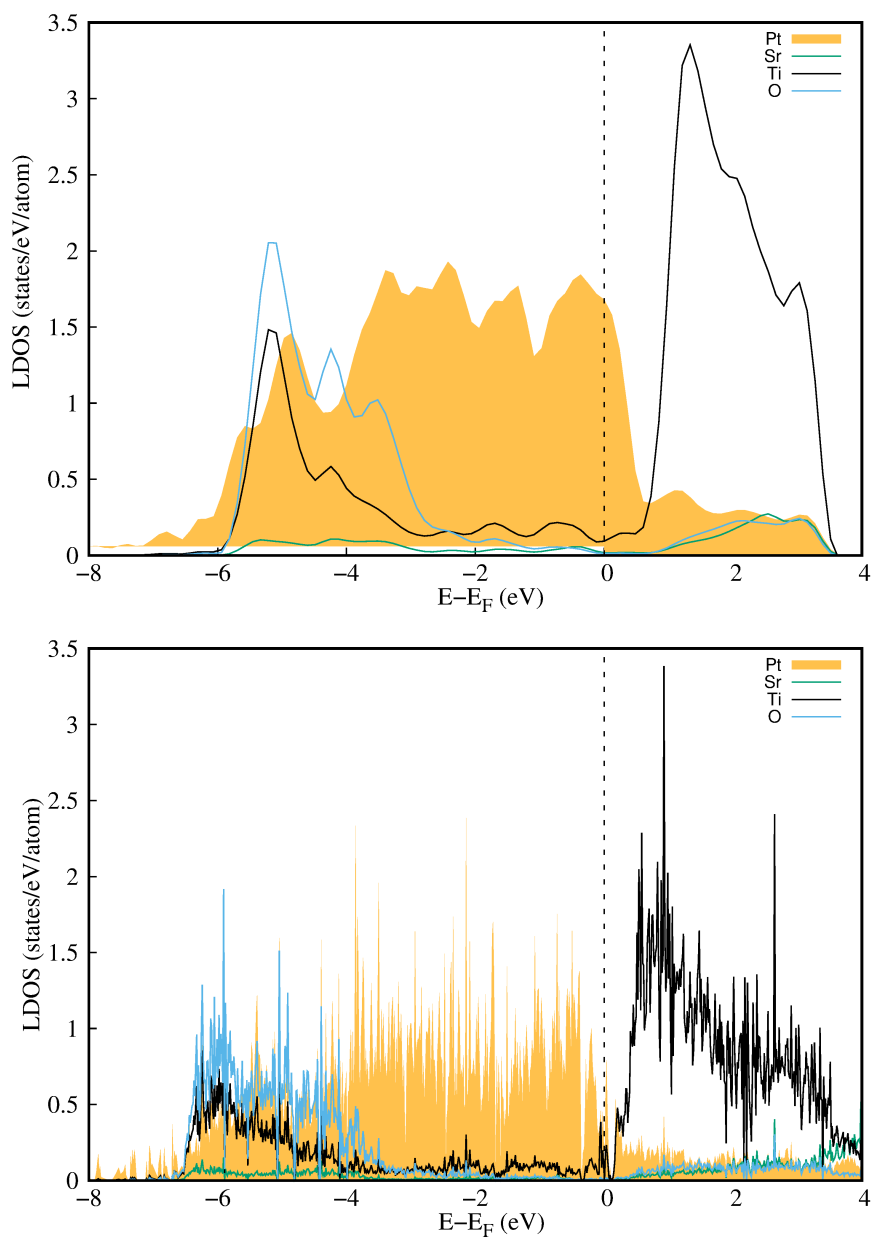 3.5
3
2.5
2
1.5
1
0.5
0
LDOS (states/eV/atom)
Pt
Sr
Ti
O
−8 −6 −4 −2 0 2 4
E−E_F (eV)
3.5
3
2.5
2
1.5
1
0.5
0
LDOS (states/eV/atom)
Pt
Sr
Ti
O
−8 −6 −4 −2 0 2 4
E−E_F (eV)